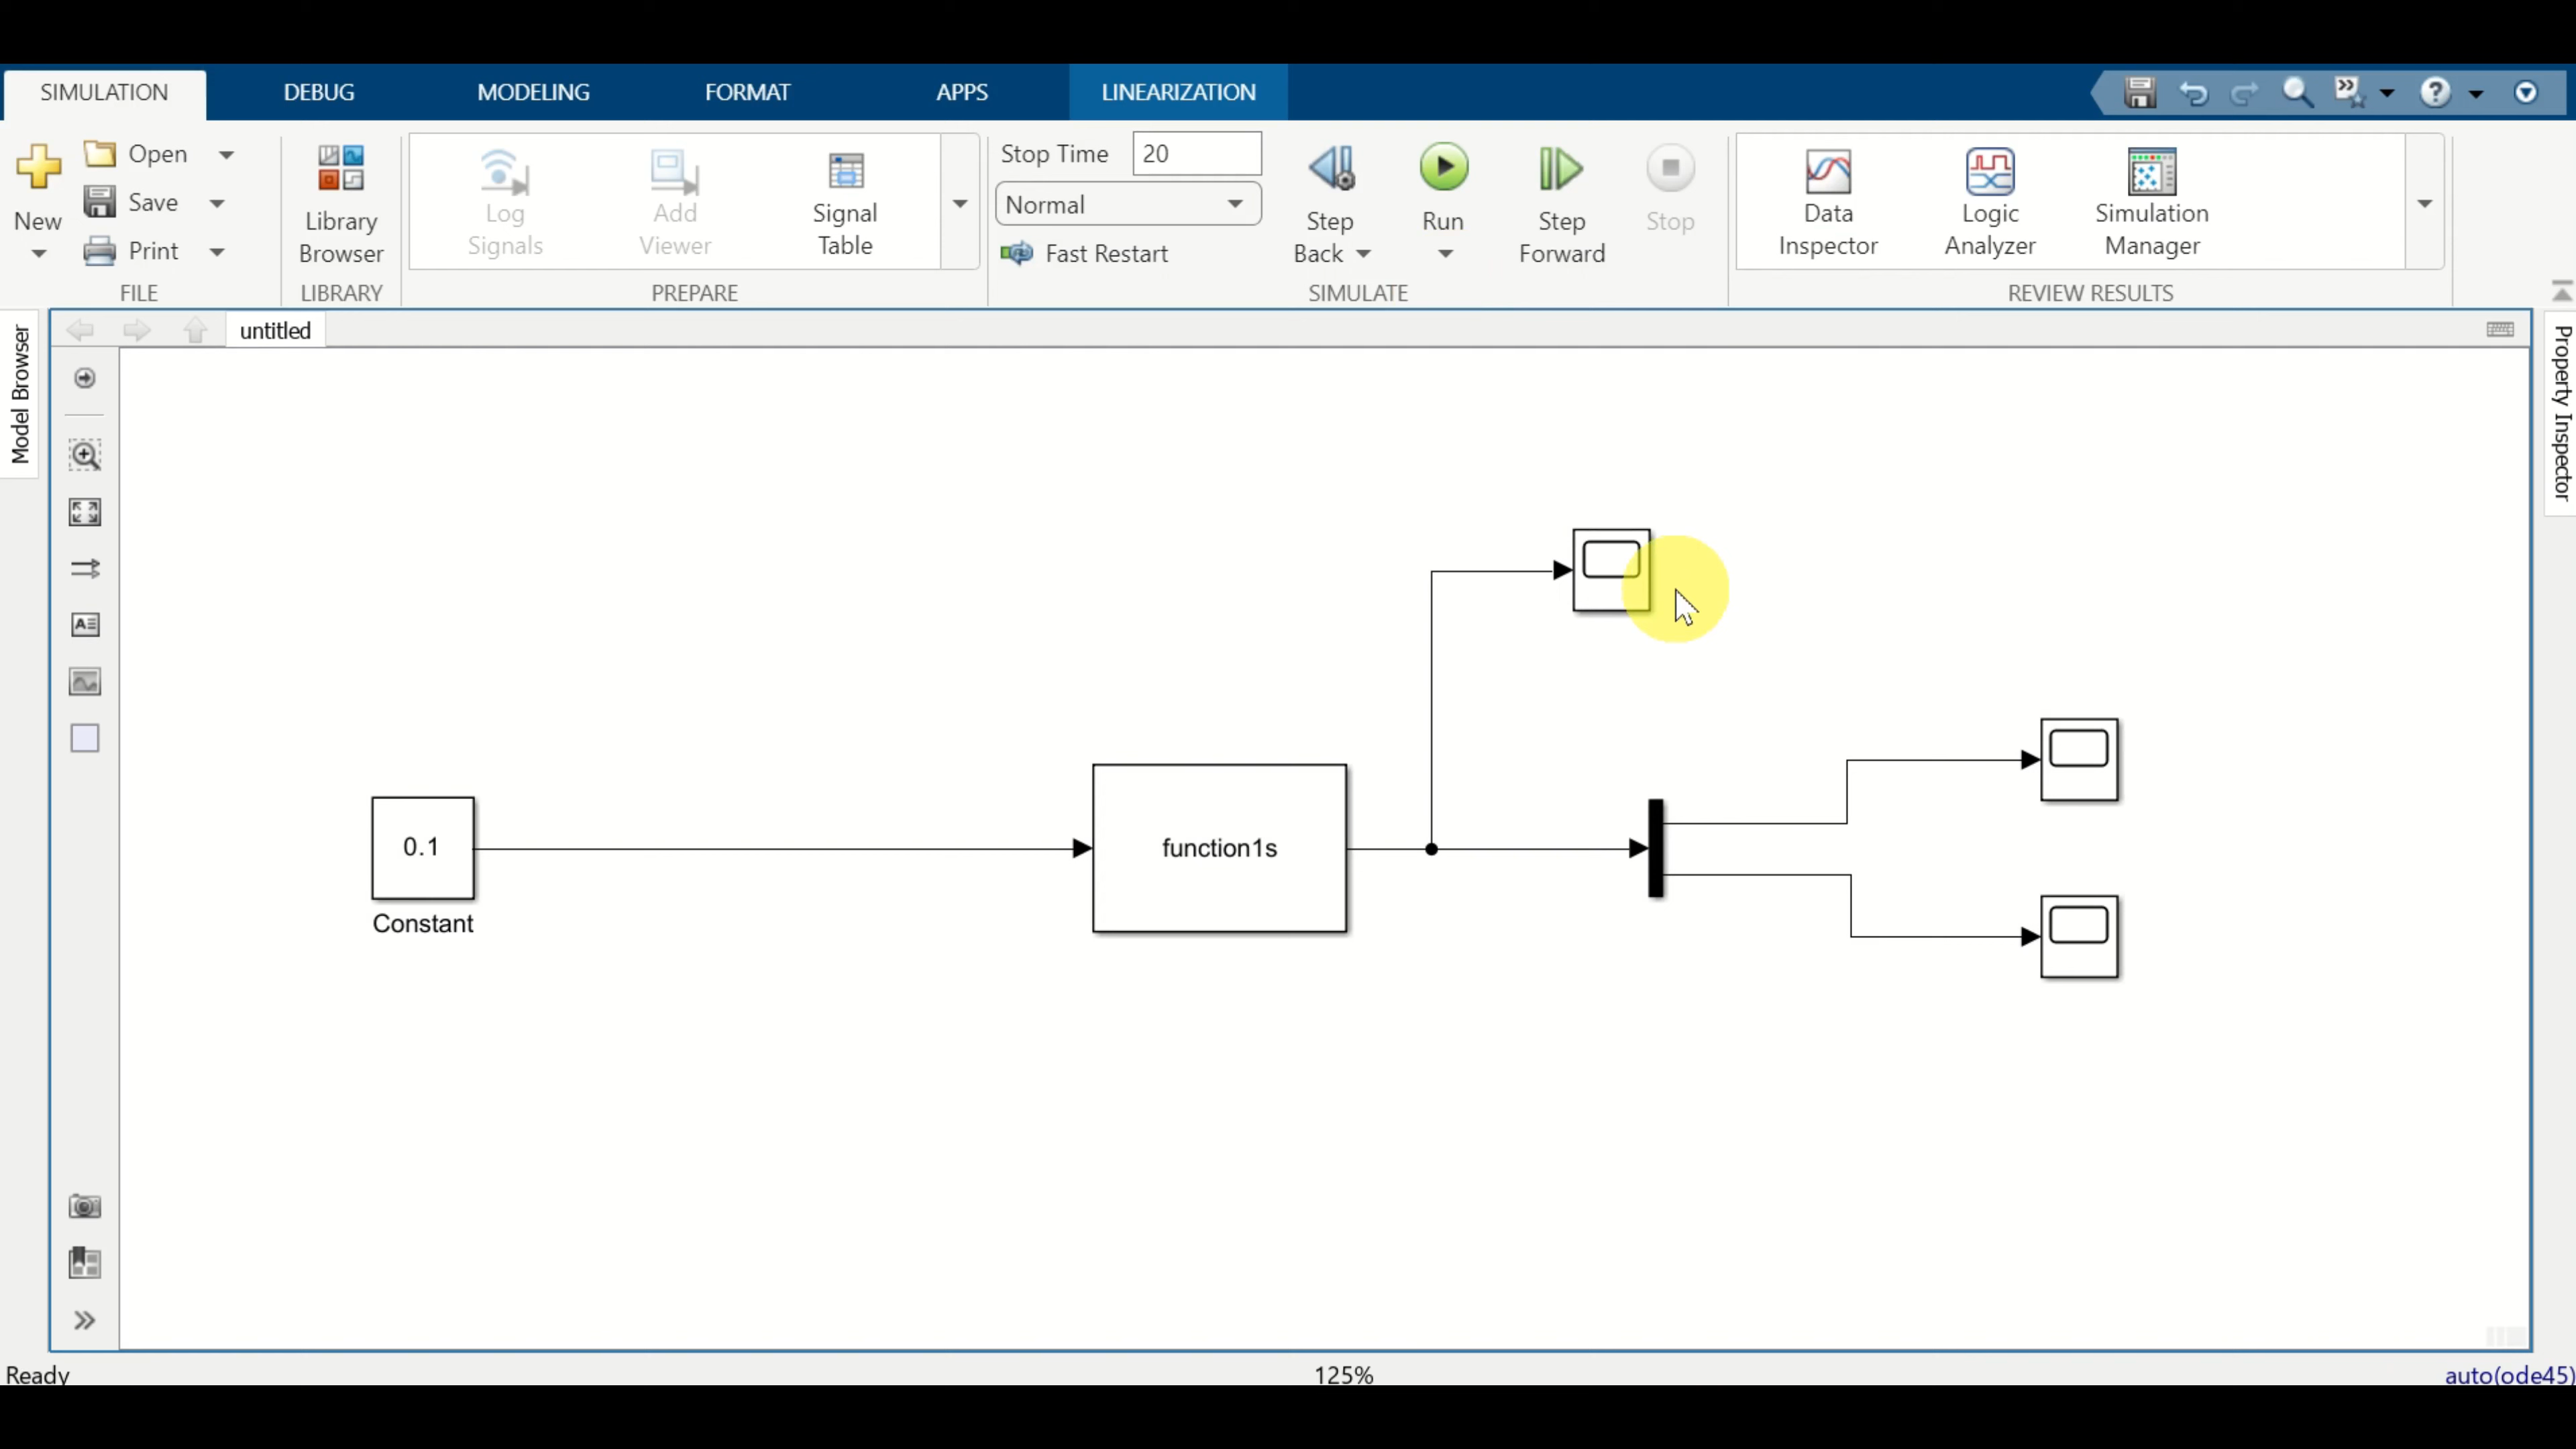 SIMULATION DEBUG MODELING FORMAT APPS LINEARIZATION
New
Open
Save
Print
FILE
Library
Browser
LIBRARY
Log
Signals
Add
Viewer
Signal
Table
PREPARE
Stop Time 20
Normal
Fast Restart
Step
Back
Run
Step
Forward
Stop
SIMULATE
Data
Inspector
Logic
Analyzer
Simulation
Manager
REVIEW RESULTS
Model Browser
untitled
Property Inspector
0.1
Constant
function1s
Ready
125%
auto(ode45)